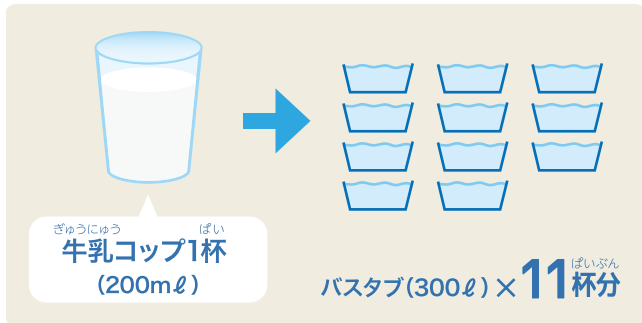 ぎゅうにゅう ぱい
牛乳コップ1杯
(200mℓ)
ぱいぶん
バスタブ(300ℓ)×11杯分